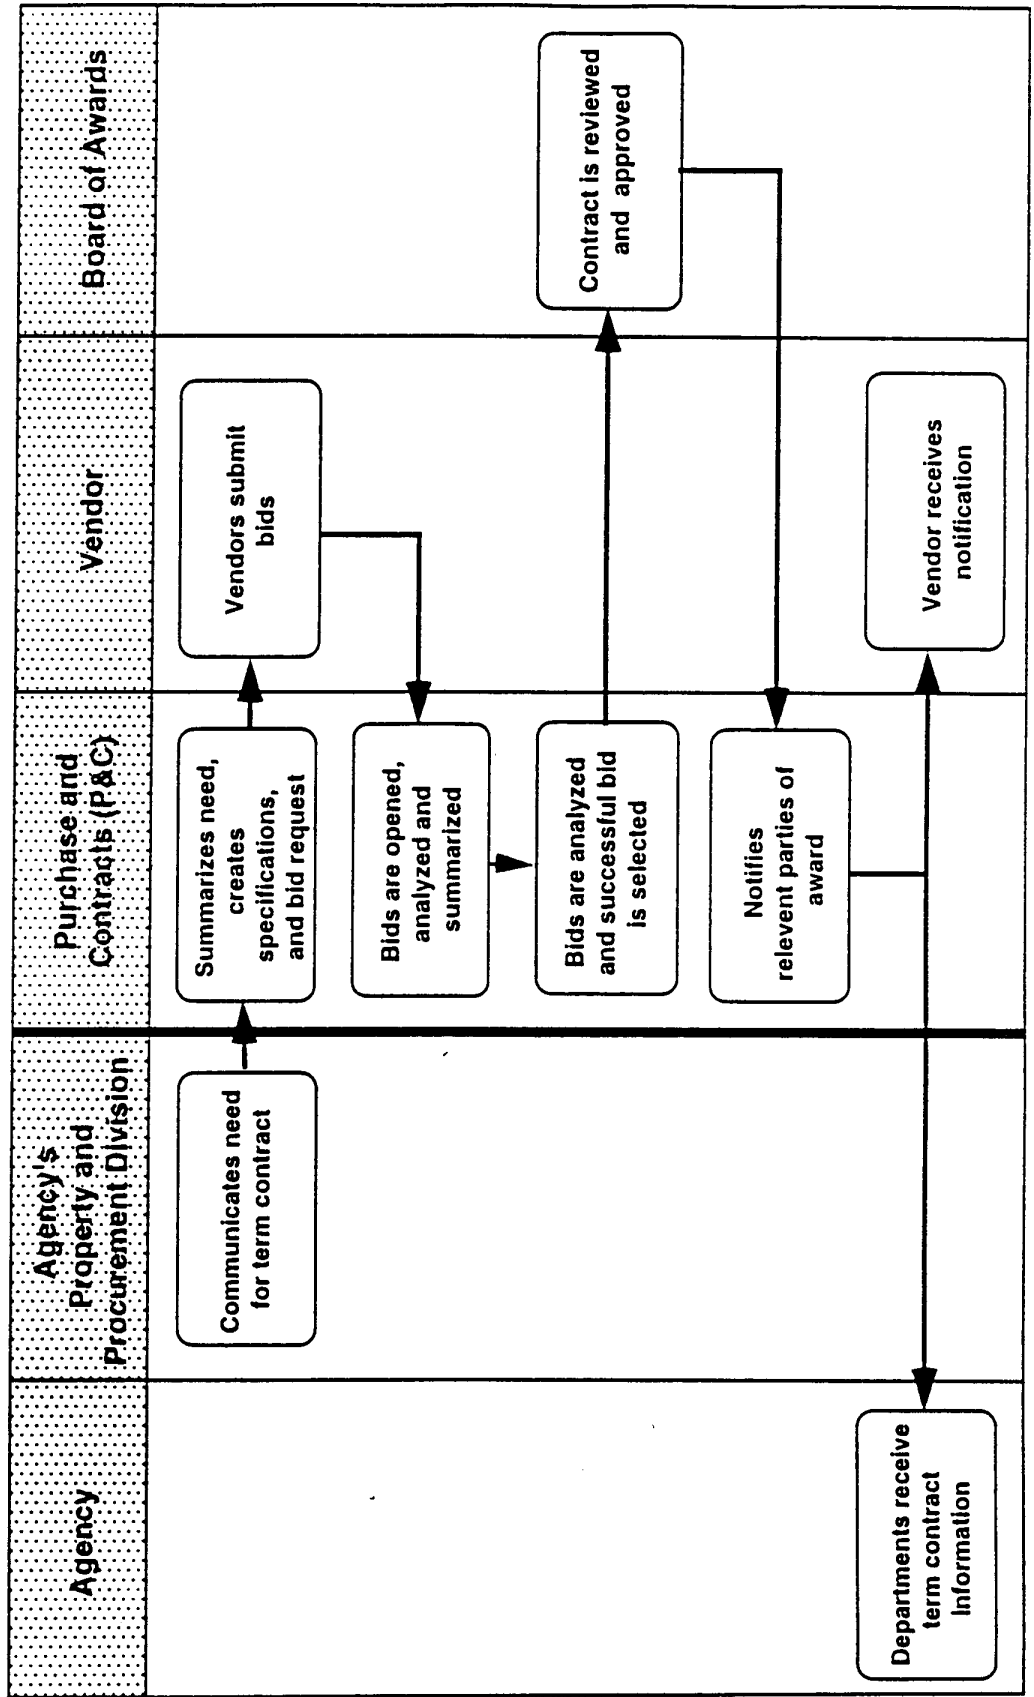 Agency
Agency's
Property and
Procurement Division
Purchase and
Contracts (P&C)
Vendor
Board of Awards
Communicates need
for term contract
Summarizes need,
creates
specifications,
and bid request
Vendors submit
bids
Bids are opened,
analyzed and
summarized
Bids are analyzed
and successful bid
is selected
Contract is reviewed
and approved
Notifies
relevent parties of
award
Departments receive
term contract
Information
Vendor receives
notification